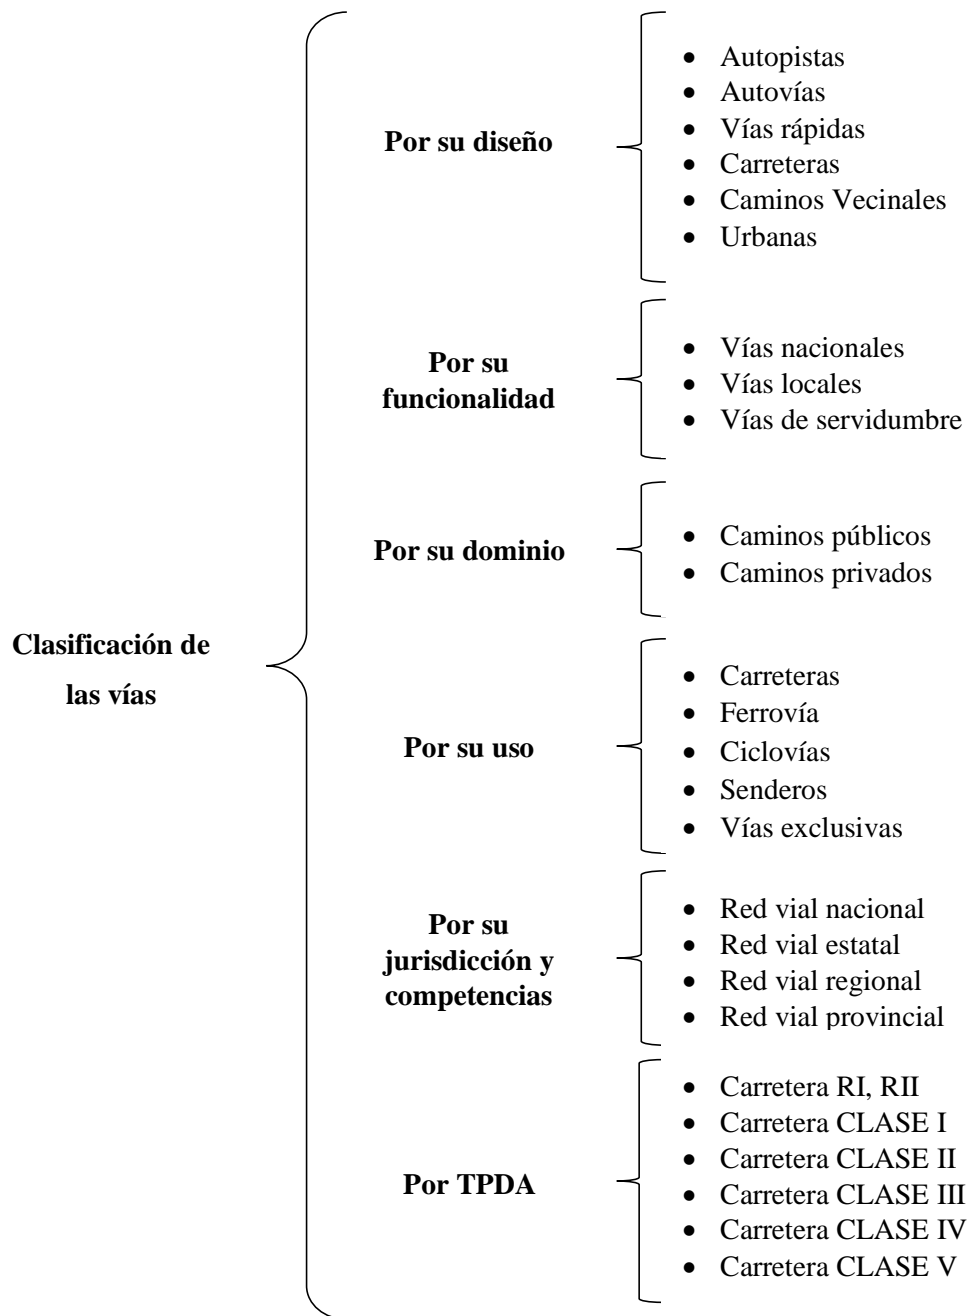 Clasificación de
las vías
Por su diseño
• Autopistas
• Autovías
• Vías rápidas
• Carreteras
• Caminos Vecinales
• Urbanas
Por su
funcionalidad
• Vías nacionales
• Vías locales
• Vías de servidumbre
Por su dominio
• Caminos públicos
• Caminos privados
Por su uso
• Carreteras
• Ferrovía
• Ciclovías
• Senderos
• Vías exclusivas
Por su
jurisdicción y
competencias
• Red vial nacional
• Red vial estatal
• Red vial regional
• Red vial provincial
Por TPDA
• Carretera RI, RII
• Carretera CLASE I
• Carretera CLASE II
• Carretera CLASE III
• Carretera CLASE IV
• Carretera CLASE V